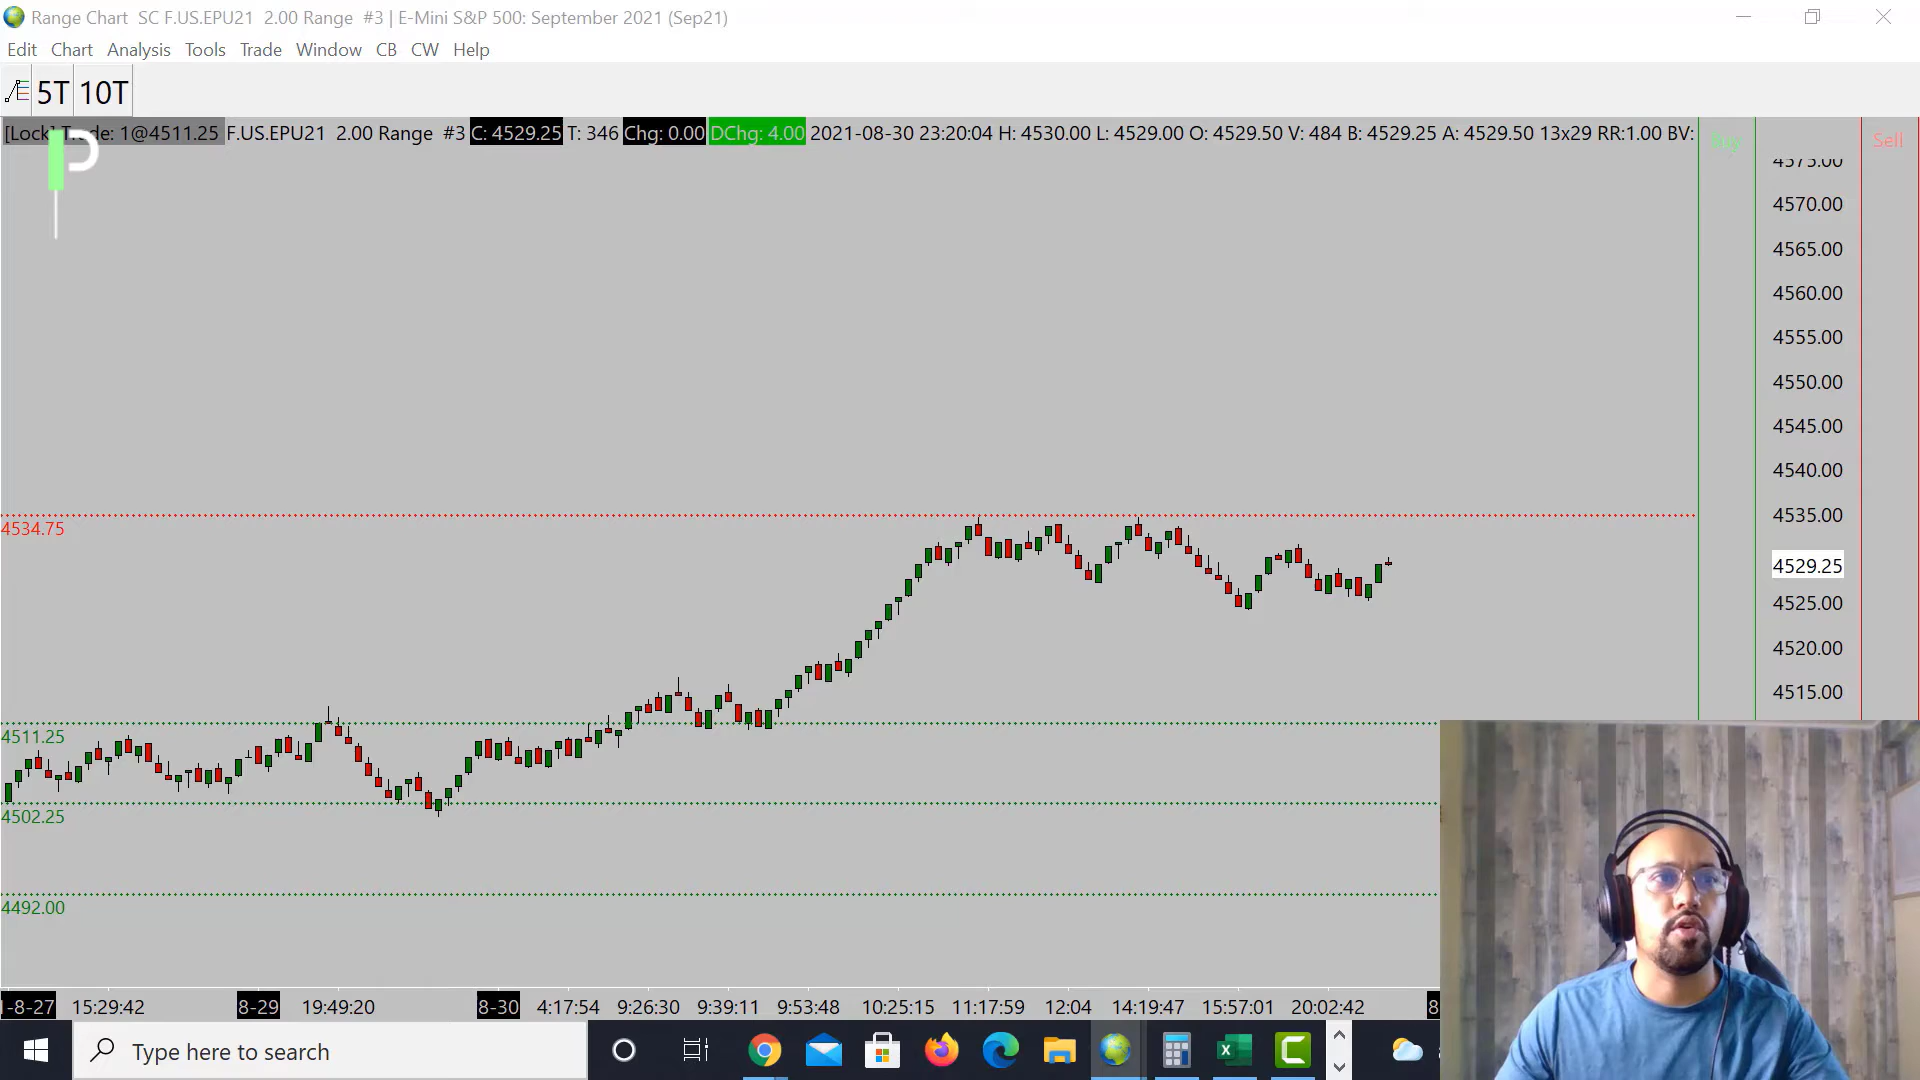 Range Chart SC F.US.EPU21 2.00 Range #3 | E-Mini S&P 500: September 2021 (Sep21)
Edit Chart Analysis Tools Trade Window CB CW Help
5T 10T
[Lock] Trade: 1@4511.25 F.US.EPU21 2.00 Range #3 C: 4529.25 T: 346 Chg: 0.00 DChg: 4.00 2021-08-30 23:20:04 H: 4530.00 L: 4529.00 O: 4529.50 V: 484 B: 4529.25 A: 4529.50 13x29 RR:1.00 BV:
Buy
Sell
4575.00
4570.00
4565.00
4560.00
4555.00
4550.00
4545.00
4540.00
4535.00
4534.75
4529.25
4525.00
4520.00
4515.00
4511.25
4502.25
4492.00
1-8-27 15:29:42 8-29 19:49:20 8-30 4:17:54 9:26:30 9:39:11 9:53:48 10:25:15 11:17:59 12:04 14:19:47 15:57:01 20:02:42 8
Type here to search